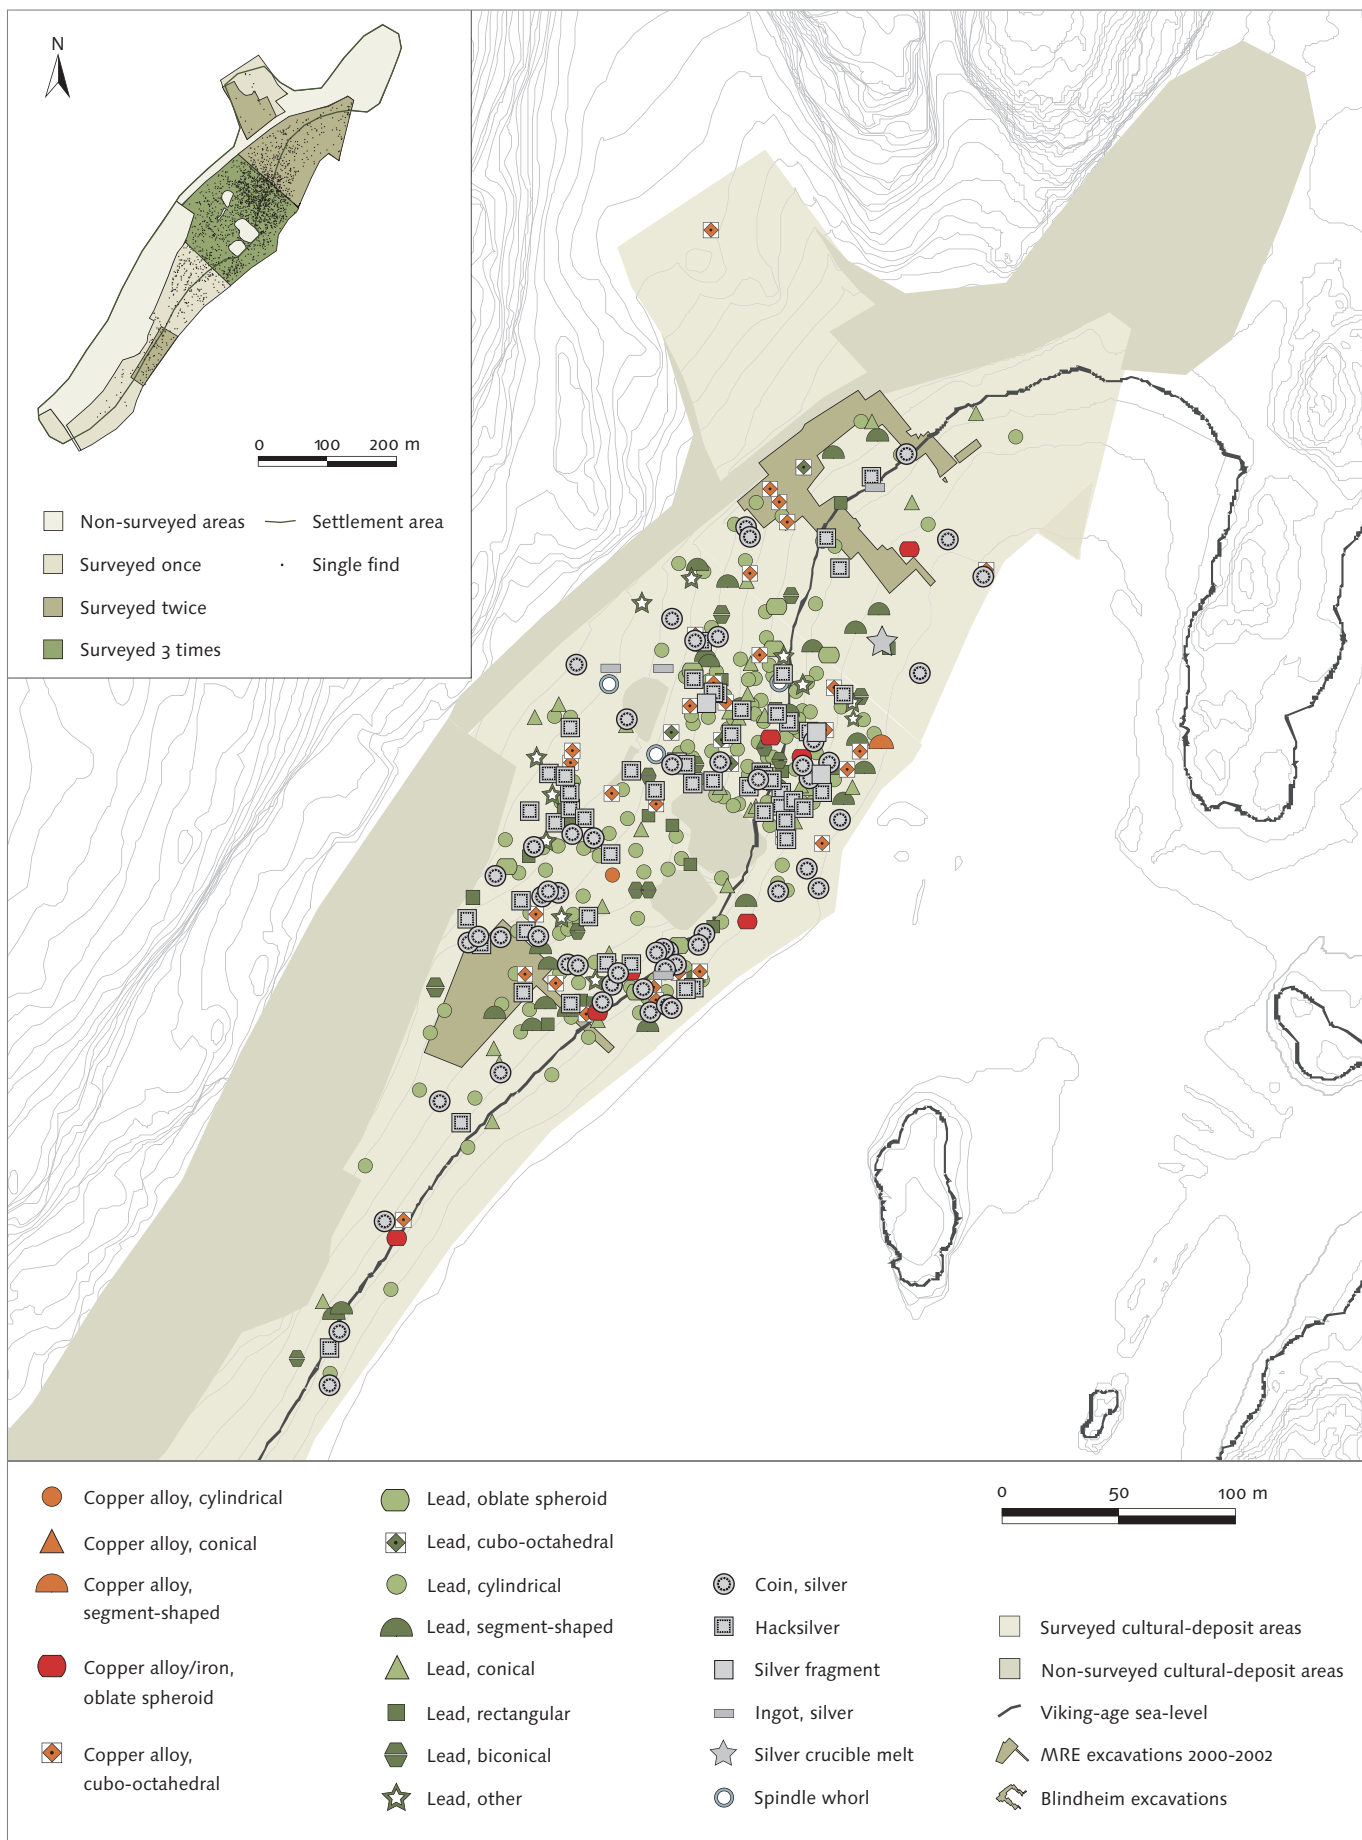 N
0 100 200 m
Non-surveyed areas
Settlement area
Surveyed once
Single find
Surveyed twice
Surveyed 3 times
Copper alloy, cylindrical
Copper alloy, conical
Copper alloy,
segment-shaped
Copper alloy/iron,
oblate spheroid
Copper alloy,
cubo-octahedral
Lead, oblate spheroid
Lead, cubo-octahedral
Lead, cylindrical
Lead, segment-shaped
Lead, conical
Lead, rectangular
Lead, biconical
Lead, other
Coin, silver
Hacksilver
Silver fragment
Ingot, silver
Silver crucible melt
Spindle whorl
0 50 100 m
Surveyed cultural-deposit areas
Non-surveyed cultural-deposit areas
Viking-age sea-level
MRE excavations 2000-2002
Blindheim excavations